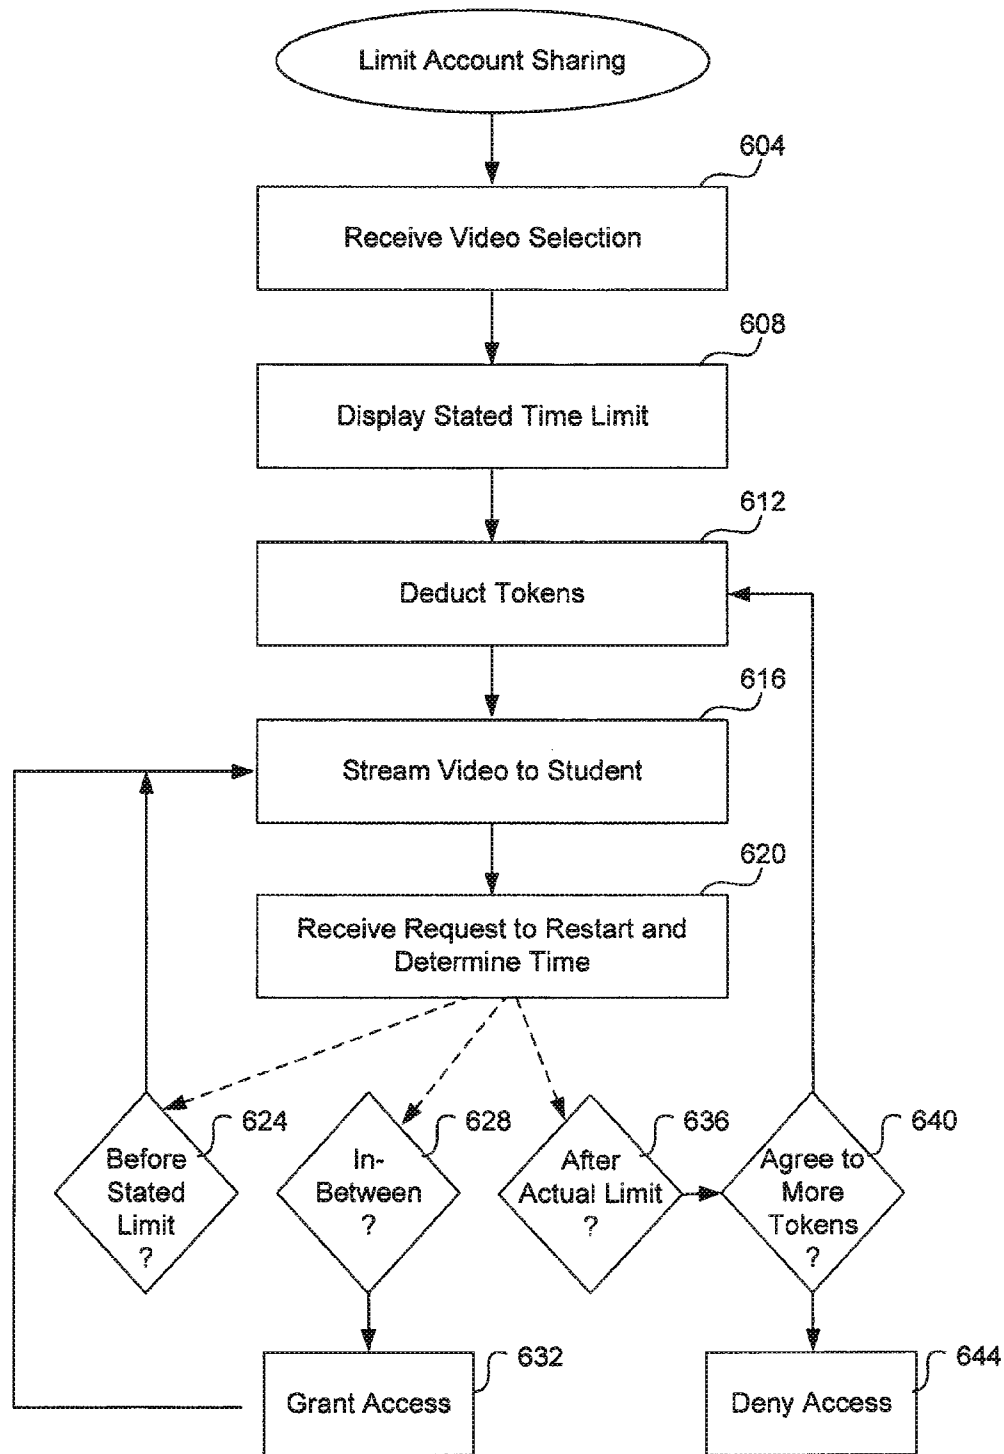 Limit Account Sharing
604
Receive Video Selection
608
Display Stated Time Limit
612
Deduct Tokens
616
Stream Video to Student
620
Receive Request to Restart and
Determine Time
624
Before
Stated
Limit
?
628
In-
Between
?
636
After
Actual Limit
?
640
Agree to
More
Tokens
?
632
Grant Access
644
Deny Access